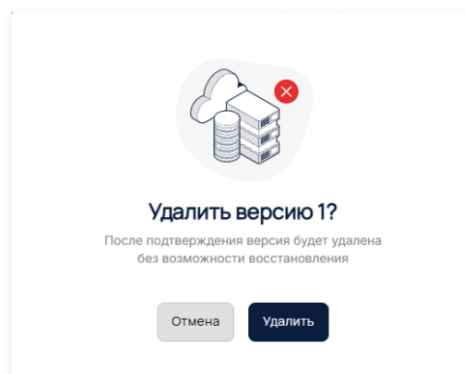 Удалить версию 1?
После подтверждения версия будет удалена
без возможности восстановления
Отмена
Удалить